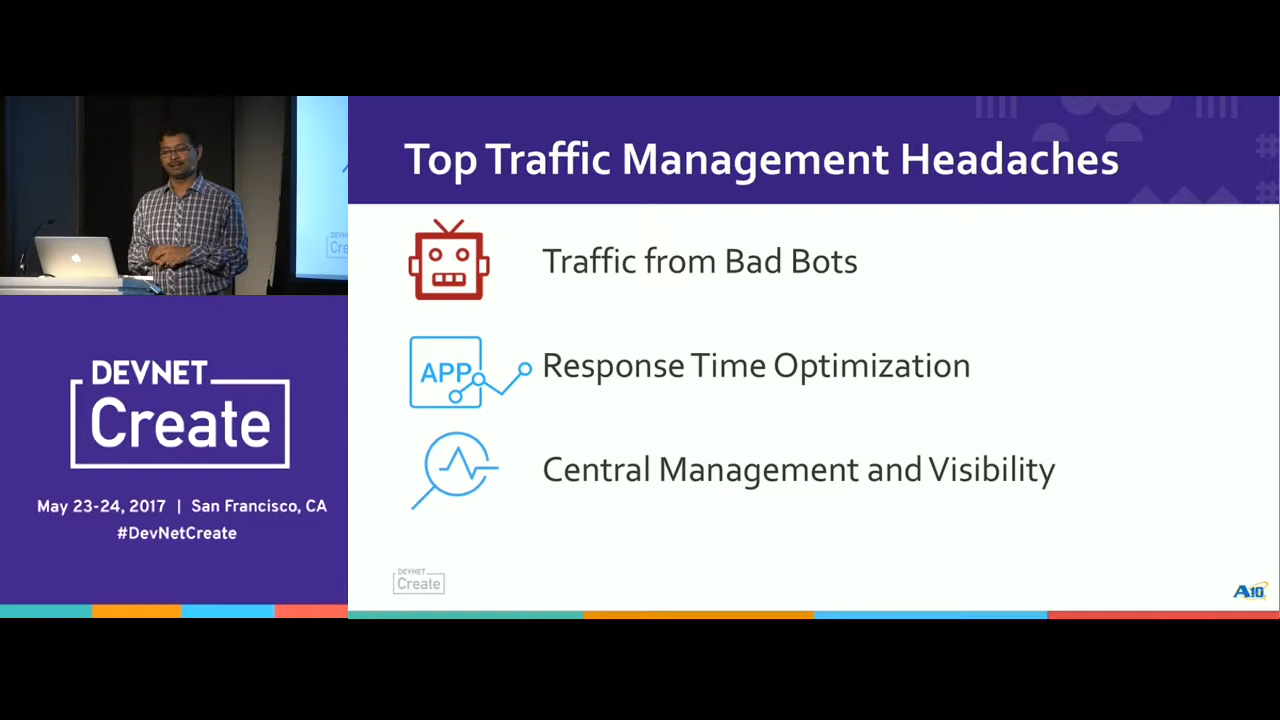 Top Traffic Management Headaches
Traffic from Bad Bots
APP
Response Time Optimization
Central Management and Visibility
DEVNET
Create
May 23-24, 2017 | San Francisco, CA
#DevNetCreate
DEVNET
Create
A10